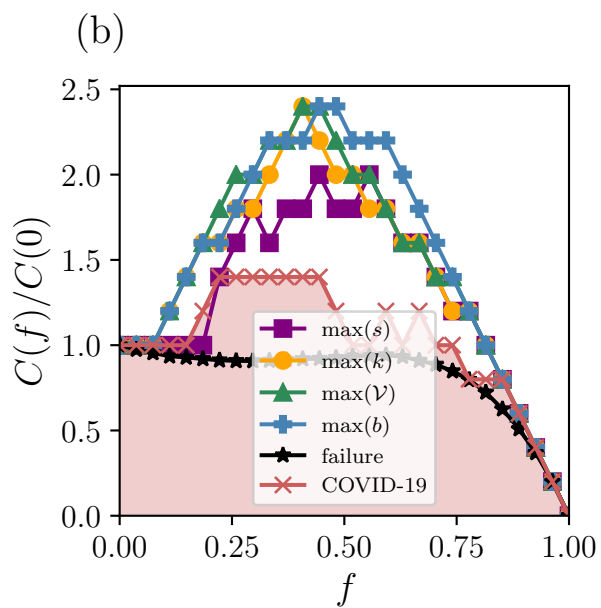 (b)
C(f)/C(0)
2.5
2.0
1.5
1.0
0.5
0.0
max(s)
max(k)
max(𝒱)
max(b)
failure
COVID-19
0.00 0.25 0.50 0.75 1.00
f